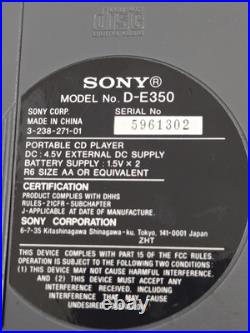 COMPACT
disc
DIGITAL AUDIO
SONY®
MODEL No. D-E350
SONY CORP. SERIAL No
MADE IN CHINA 5961302
3-238-271-01
PORTABLE CD PLAYER
DC: 4.5V EXTERNAL DC SUPPLY
BATTERY SUPPLY: 1.5V × 2
R6 SIZE AA OR EQUIVALENT
CERTIFICATION
PRODUCT COMPLIES WITH DHHS
RULES-21CFR-SUBCHAPTER
J-APPLICABLE AT DATE OF MANUFACTURE.
SONY CORPORATION
6-7-35 Kitashinagawa Shinagawa-ku, Tokyo, 141-0001 Japan
ZHT
THIS DEVICE COMPLIES WITH PART 15 OF THE FCC RULES.
OPERATION IS SUBJECT TO THE FOLLOWING TWO CONDITIONS:
(1) THIS DEVICE MAY NOT CAUSE HARMFUL INTERFERENCE,
AND (2) THIS DEVICE MUST ACCEPT
ANY INTERFERENCE RECEIVED,
INCLUDING INTERFERENCE
THAT MAY CAUSE
UNDESIRED